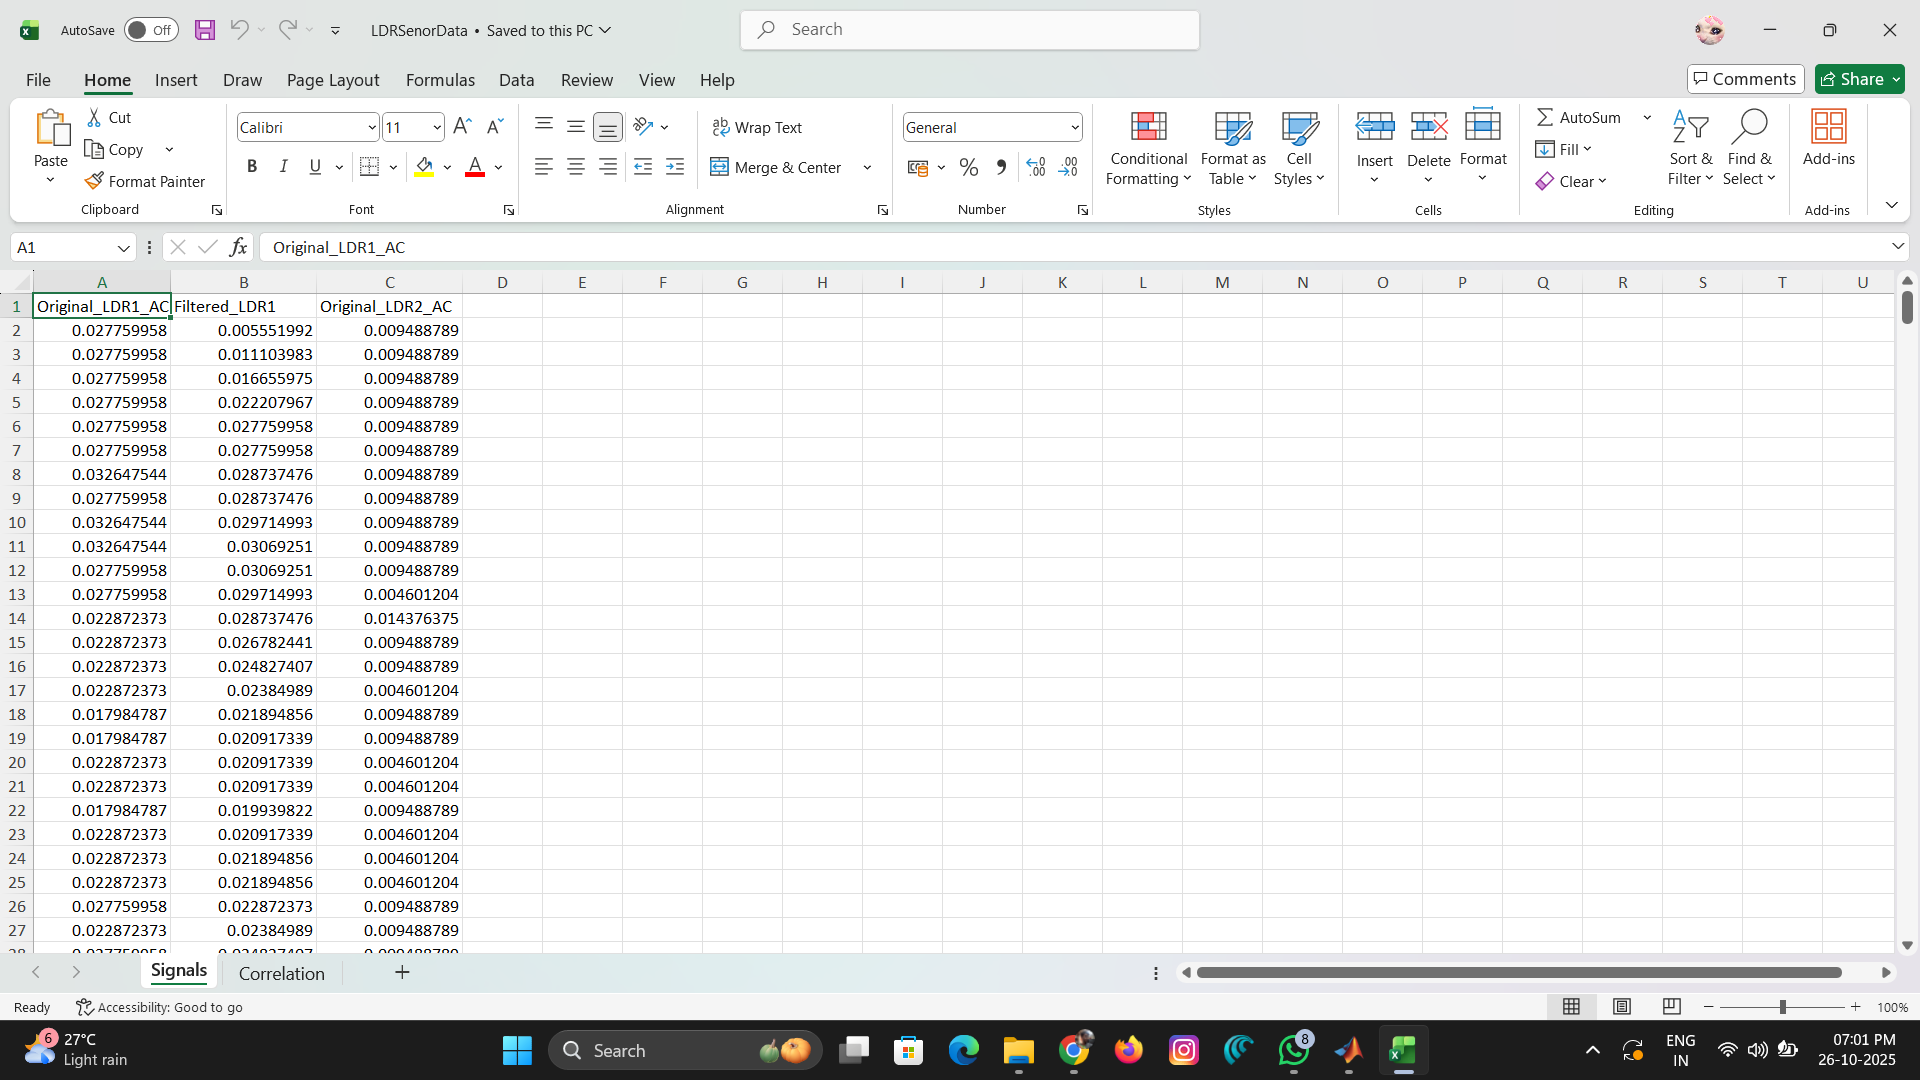 AutoSave Off LDRSenorData • Saved to this PC Search
File Home Insert Draw Page Layout Formulas Data Review View Help Comments Share
Paste Cut Copy Format Painter Clipboard
Calibri 11 B I U A Font
Wrap Text Merge & Center Alignment
General % Number
Conditional Formatting Format as Table Cell Styles Styles
Insert Delete Format Cells
AutoSum Fill Clear Sort & Filter Find & Select Editing
Add-ins Add-ins
A1 fx Original_LDR1_AC
A B C D E F G H I J K L M N O P Q R S T U
1 Original_LDR1_AC Filtered_LDR1 Original_LDR2_AC
2 0.027759958 0.005551992 0.009488789
3 0.027759958 0.011103983 0.009488789
4 0.027759958 0.016655975 0.009488789
5 0.027759958 0.022207967 0.009488789
6 0.027759958 0.027759958 0.009488789
7 0.027759958 0.027759958 0.009488789
8 0.032647544 0.028737476 0.009488789
9 0.027759958 0.028737476 0.009488789
10 0.032647544 0.029714993 0.009488789
11 0.032647544 0.03069251 0.009488789
12 0.027759958 0.03069251 0.009488789
13 0.027759958 0.029714993 0.004601204
14 0.022872373 0.028737476 0.014376375
15 0.022872373 0.026782441 0.009488789
16 0.022872373 0.024827407 0.009488789
17 0.022872373 0.02384989 0.004601204
18 0.017984787 0.021894856 0.009488789
19 0.017984787 0.020917339 0.009488789
20 0.022872373 0.020917339 0.004601204
21 0.022872373 0.020917339 0.004601204
22 0.017984787 0.019939822 0.009488789
23 0.022872373 0.020917339 0.004601204
24 0.022872373 0.021894856 0.004601204
25 0.022872373 0.021894856 0.004601204
26 0.027759958 0.022872373 0.009488789
27 0.022872373 0.02384989 0.009488789
Signals Correlation
Ready Accessibility: Good to go 100%
6 27°C Search 8 ENG 07:01 PM
Light rain IN 26-10-2025